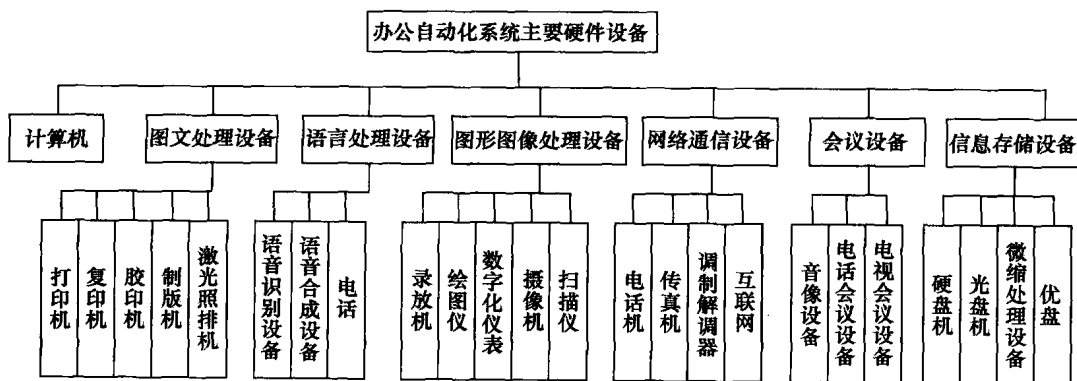 办公自动化系统主要硬件设备
计算机
图文处理设备
语言处理设备
图形图像处理设备
网络通信设备
会议设备
信息存储设备
打印机
复印机
胶印机
制版机
激光照排机
语音识别设备
语音合成设备
电话
录放机
绘图仪
数字化仪表
摄像机
扫描仪
电话机
传真机
调制解调器
互联网
音像设备
电话会议设备
电视会议设备
硬盘机
光盘机
微缩处理设备
优盘